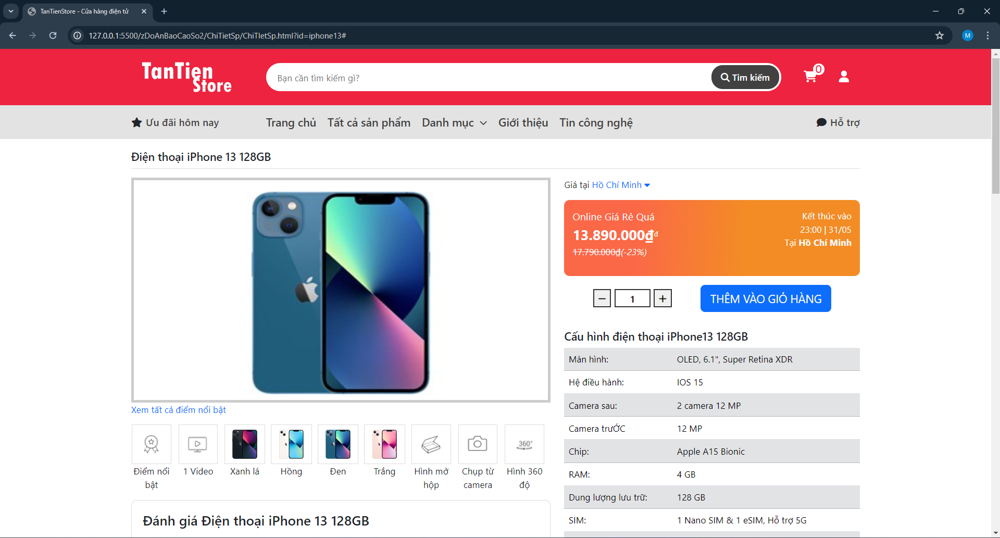 TanTienStore - Cửa hàng điện tử
127.0.0.1:5500/zDoAnBaoCaoSo2/ChiTietSp/ChiTIetSp.html?id=iphone13#
M
TanTien
Store
Bạn cần tìm kiếm gì?
Tìm kiếm
0
Ưu đãi hôm nay
Trang chủ
Tất cả sản phẩm
Danh mục
Giới thiệu
Tin công nghệ
Hỗ trợ
Điện thoại iPhone 13 128GB
Giá tại Hồ Chí Minh
Online Giá Rẻ Quá
13.890.000₫đ
17.790.000₫(-23%)
Kết thúc vào
23:00 | 31/05
Tại Hồ Chí Minh
1
THÊM VÀO GIỎ HÀNG
Xem tất cả điểm nổi bật
360°
Điểm nổi bật
1 Video
Xanh lá
Hồng
Đen
Trắng
Hình mở hộp
Chụp từ camera
Hình 360 độ
Đánh giá Điện thoại iPhone 13 128GB
Cấu hình điện thoại iPhone13 128GB
Màn hình: OLED, 6.1", Super Retina XDR
Hệ điều hành: IOS 15
Camera sau: 2 camera 12 MP
Camera trưỚC 12 MP
Chip: Apple A15 Bionic
RAM: 4 GB
Dung lượng lưu trữ: 128 GB
SIM: 1 Nano SIM & 1 eSIM, Hỗ trợ 5G